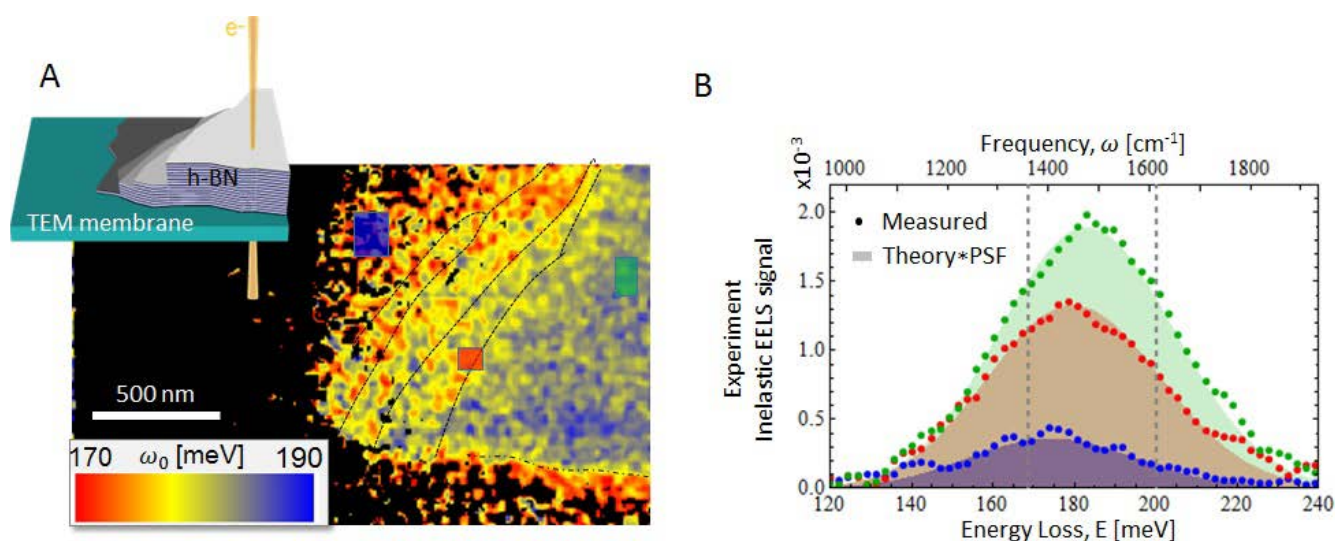 A
e-
h-BN
TEM membrane
500 nm
170 ω₀ [meV] 190
B
Frequency, ω [cm⁻¹]
1000 1200 1400 1600 1800
x10⁻³
2.0
1.5
1.0
0.5
0.0
Experiment
Inelastic EELS signal
Measured
Theory*PSF
120 140 160 180 200 220 240
Energy Loss, E [meV]